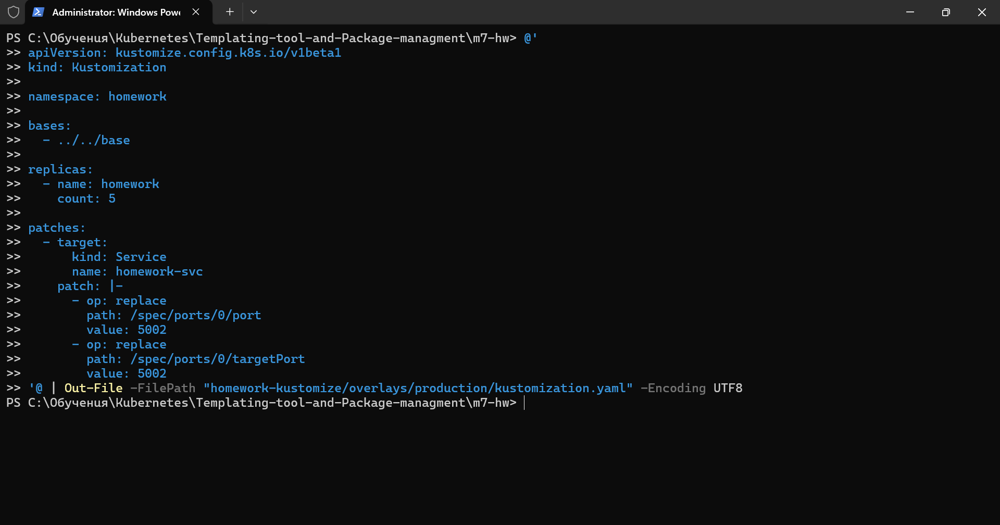 Administrator: Windows Powe
PS C:\Обучения\Kubernetes\Templating-tool-and-Package-managment\m7-hw> @'
>> apiVersion: kustomize.config.k8s.io/v1beta1
>> kind: Kustomization
>>
>> namespace: homework
>>
>> bases:
>>   - ../../base
>>
>> replicas:
>>   - name: homework
>>     count: 5
>>
>> patches:
>>   - target:
>>       kind: Service
>>       name: homework-svc
>>     patch: |-
>>       - op: replace
>>         path: /spec/ports/0/port
>>         value: 5002
>>       - op: replace
>>         path: /spec/ports/0/targetPort
>>         value: 5002
>> '@ | Out-File -FilePath "homework-kustomize/overlays/production/kustomization.yaml" -Encoding UTF8
PS C:\Обучения\Kubernetes\Templating-tool-and-Package-managment\m7-hw>